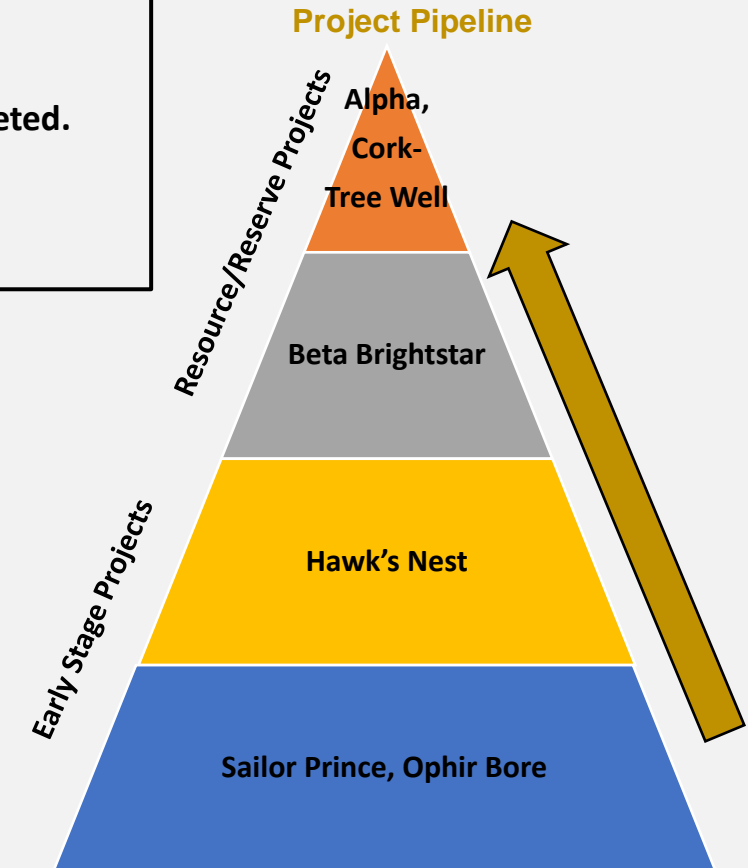 Project Pipeline
eted.
Resource/Reserve Projects
Alpha,
Cork-
Tree Well
Beta Brightstar
Early Stage Projects
Hawk's Nest
Sailor Prince, Ophir Bore